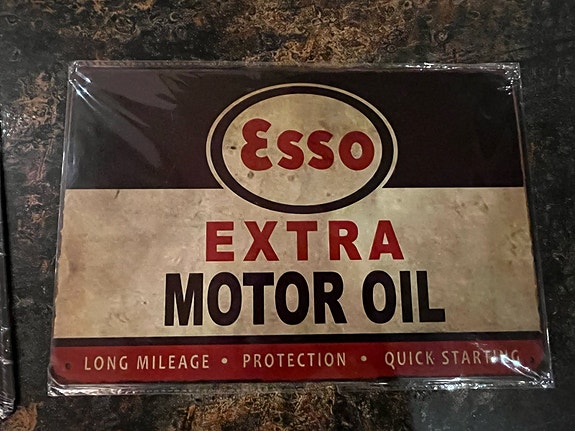 Esso
EXTRA
MOTOR OIL
LONG MILEAGE • PROTECTION • QUICK STARTING